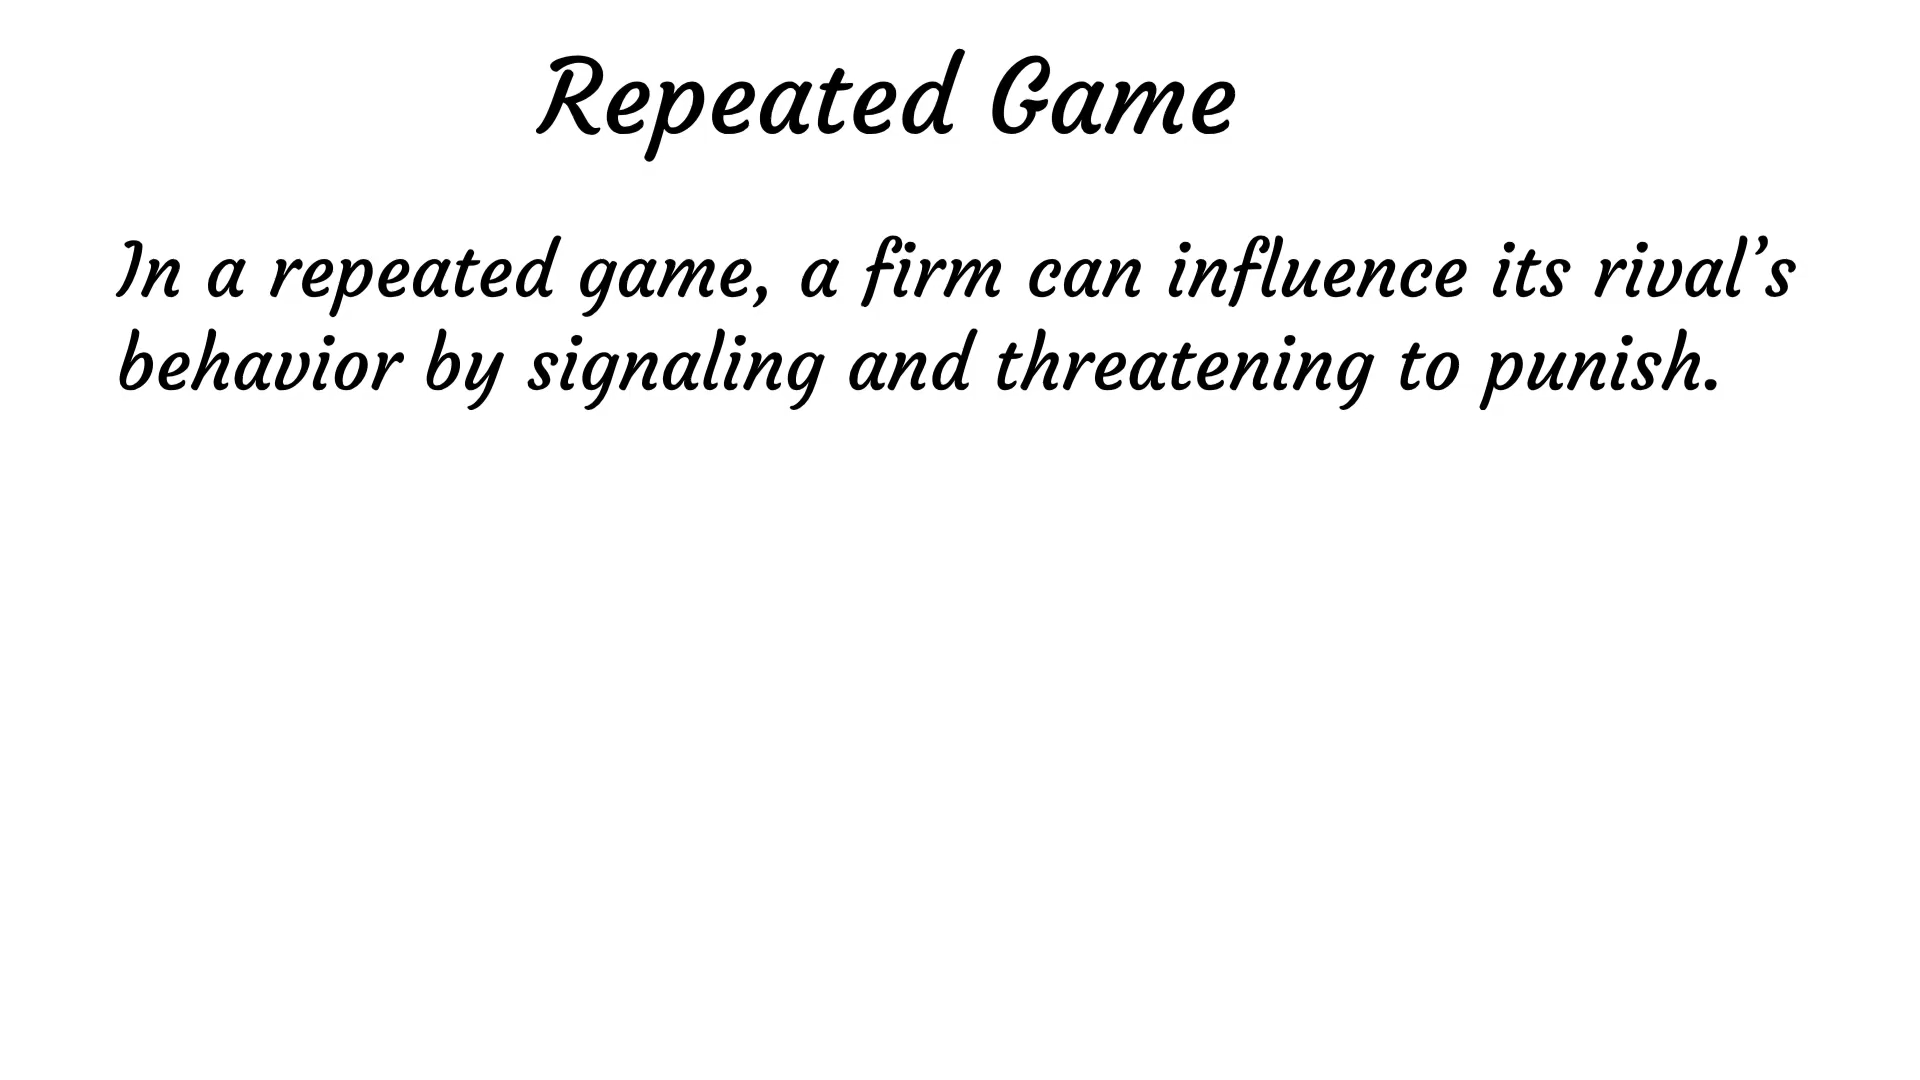 Repeated Game
In a repeated game, a firm can influence its rival’s
behavior by signaling and threatening to punish.